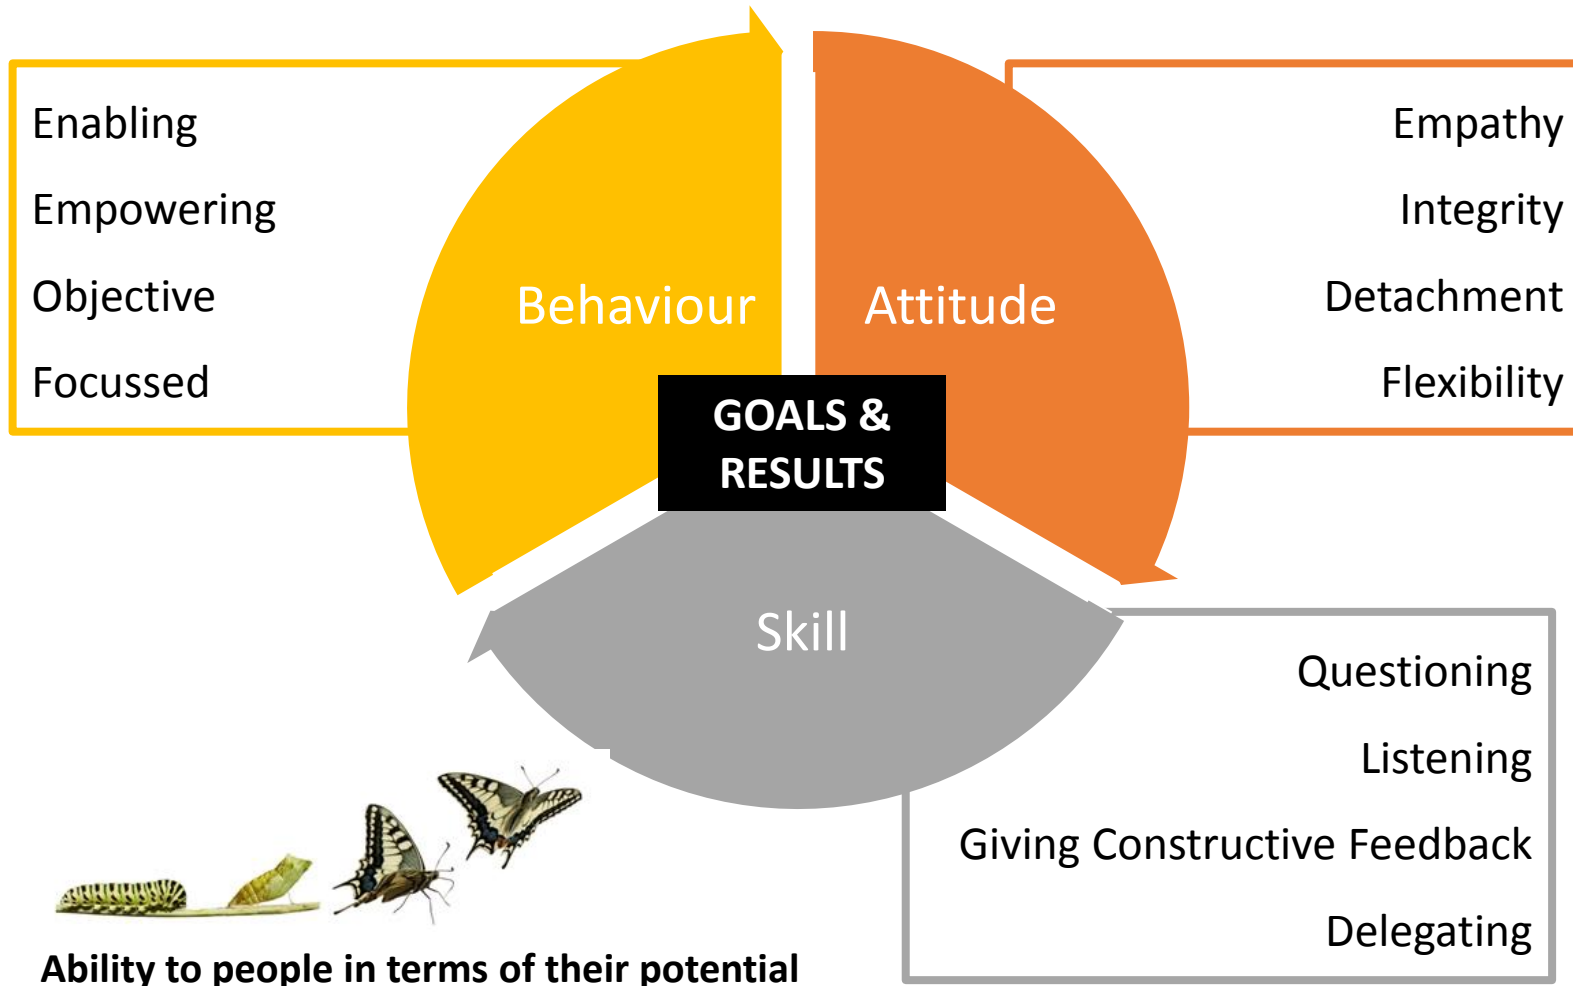 Enabling
Empowering
Objective
Focussed
Behaviour
Attitude
Empathy
Integrity
Detachment
Flexibility
GOALS &
RESULTS
Skill
Questioning
Listening
Giving Constructive Feedback
Delegating
Ability to people in terms of their potential